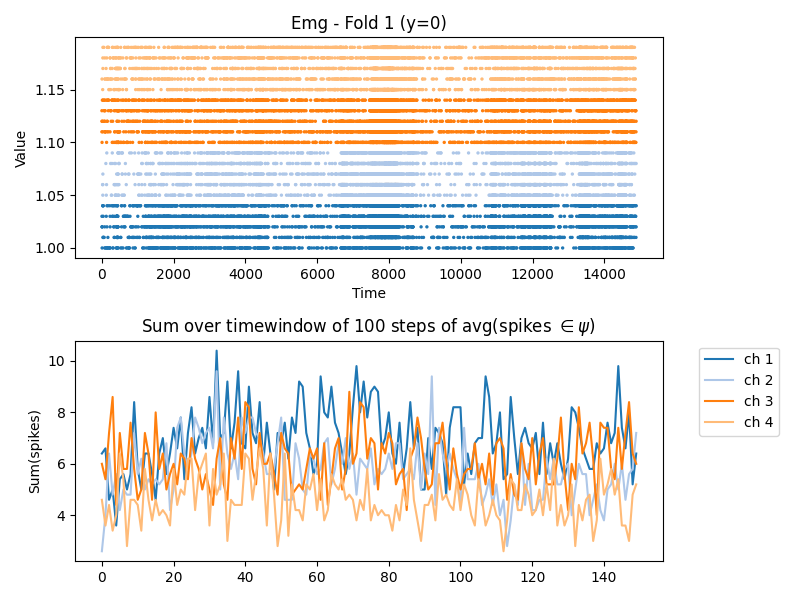 Emg - Fold 1 (y=0)
Value
1.15
1.10
1.05
1.00
0 2000 4000 6000 8000 10000 12000 14000
Time
Sum over timewindow of 100 steps of avg(spikes ∈ψ)
Sum(spikes)
10
8
6
4
0 20 40 60 80 100 120 140
ch 1
ch 2
ch 3
ch 4